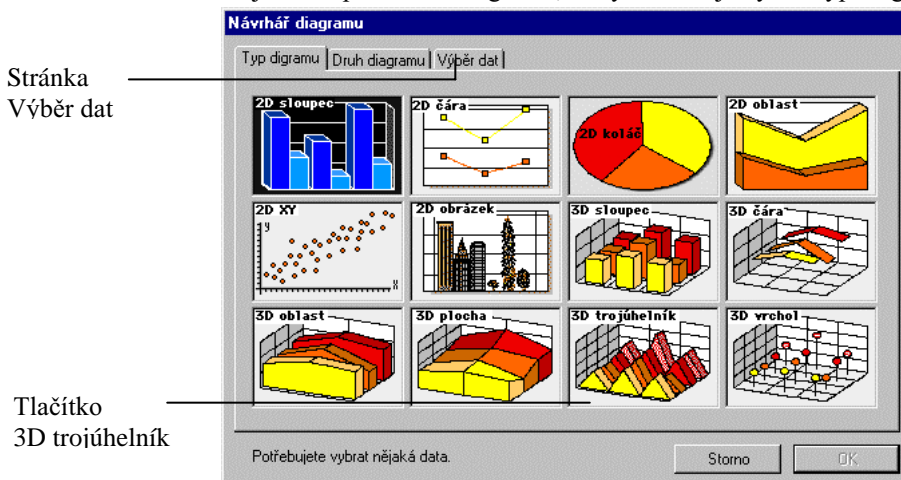 Návrhář diagramu
Typ digramu
Druh diagramu
Výběr dat
Stránka
Výběr dat
2D sloupec
2D čára
2D koláč
2D oblast
2D XY
y
x
2D obrázek
3D sloupec
3D čára
3D oblast
3D plocha
3D trojúhelník
3D vrchol
Tlačítko
3D trojúhelník
Potřebujete vybrat nějaká data.
Storno
OK